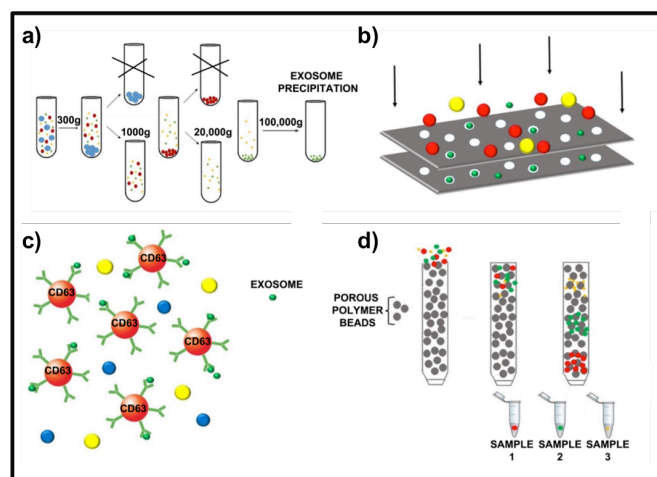 a)
300g
1000g
20,000g
100,000g
EXOSOME
PRECIPITATION
b)
c)
CD63
CD63
CD63
CD63
CD63
EXOSOME
d)
POROUS
POLYMER
BEADS
SAMPLE
1
SAMPLE
2
SAMPLE
3